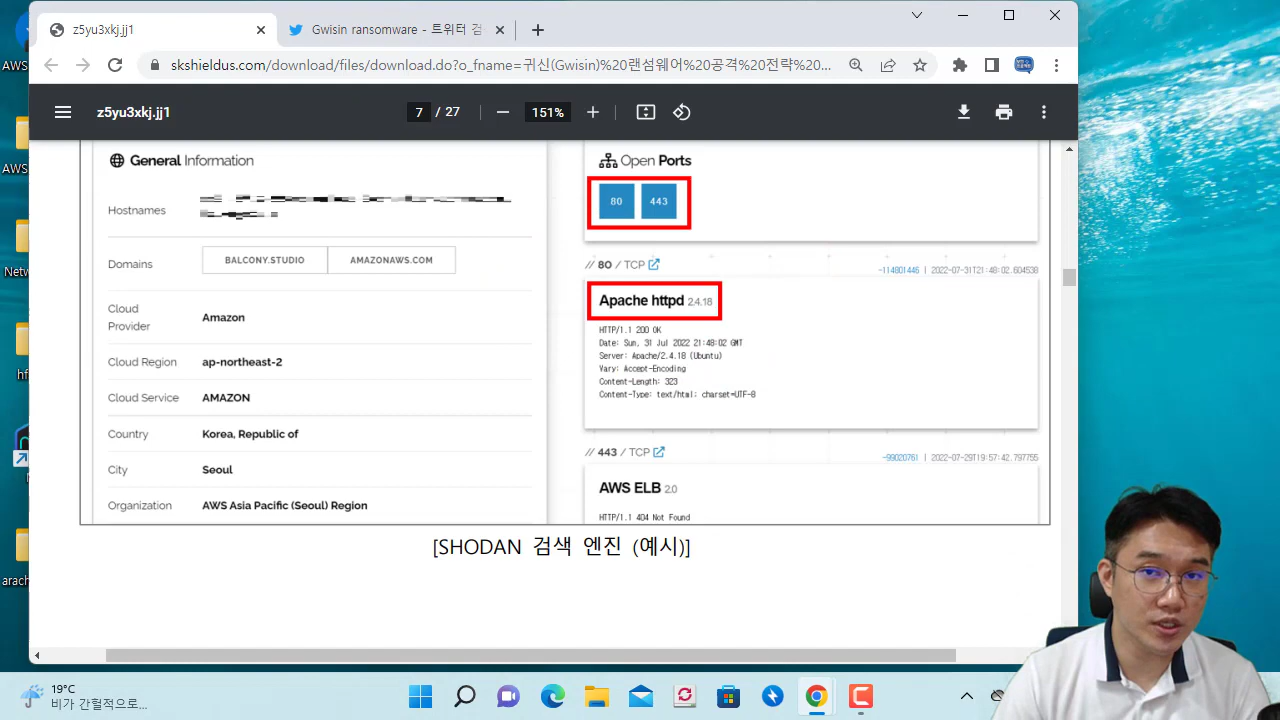 z5yu3xkj.jj1
Gwisin ransomware - 트위터 검
skshieldus.com/download/files/download.do?o_fname=귀신(Gwisin)%20랜섬웨어%20공격%20전략%20...
z5yu3xkj.jj1
7 / 27
151%
General Information
Hostnames
Domains
BALCONY.STUDIO
AMAZONAWS.COM
Cloud Provider
Amazon
Cloud Region
ap-northeast-2
Cloud Service
AMAZON
Country
Korea, Republic of
City
Seoul
Organization
AWS Asia Pacific (Seoul) Region
Open Ports
80
443
// 80 / TCP
-114801446 | 2022-07-31T21:48:02.604538
Apache httpd 2.4.18
HTTP/1.1 200 OK
Date: Sun, 31 Jul 2022 21:48:02 GMT
Server: Apache/2.4.18 (Ubuntu)
Vary: Accept-Encoding
Content-Length: 323
Content-Type: text/html; charset=UTF-8
// 443 / TCP
-99020761 | 2022-07-29T19:57:42.797755
AWS ELB 2.0
HTTP/1.1 404 Not Found
[SHODAN 검색 엔진 (예시)]
AWS
AWS
Netw
hf
arach
19°C
비가 간헐적으로...